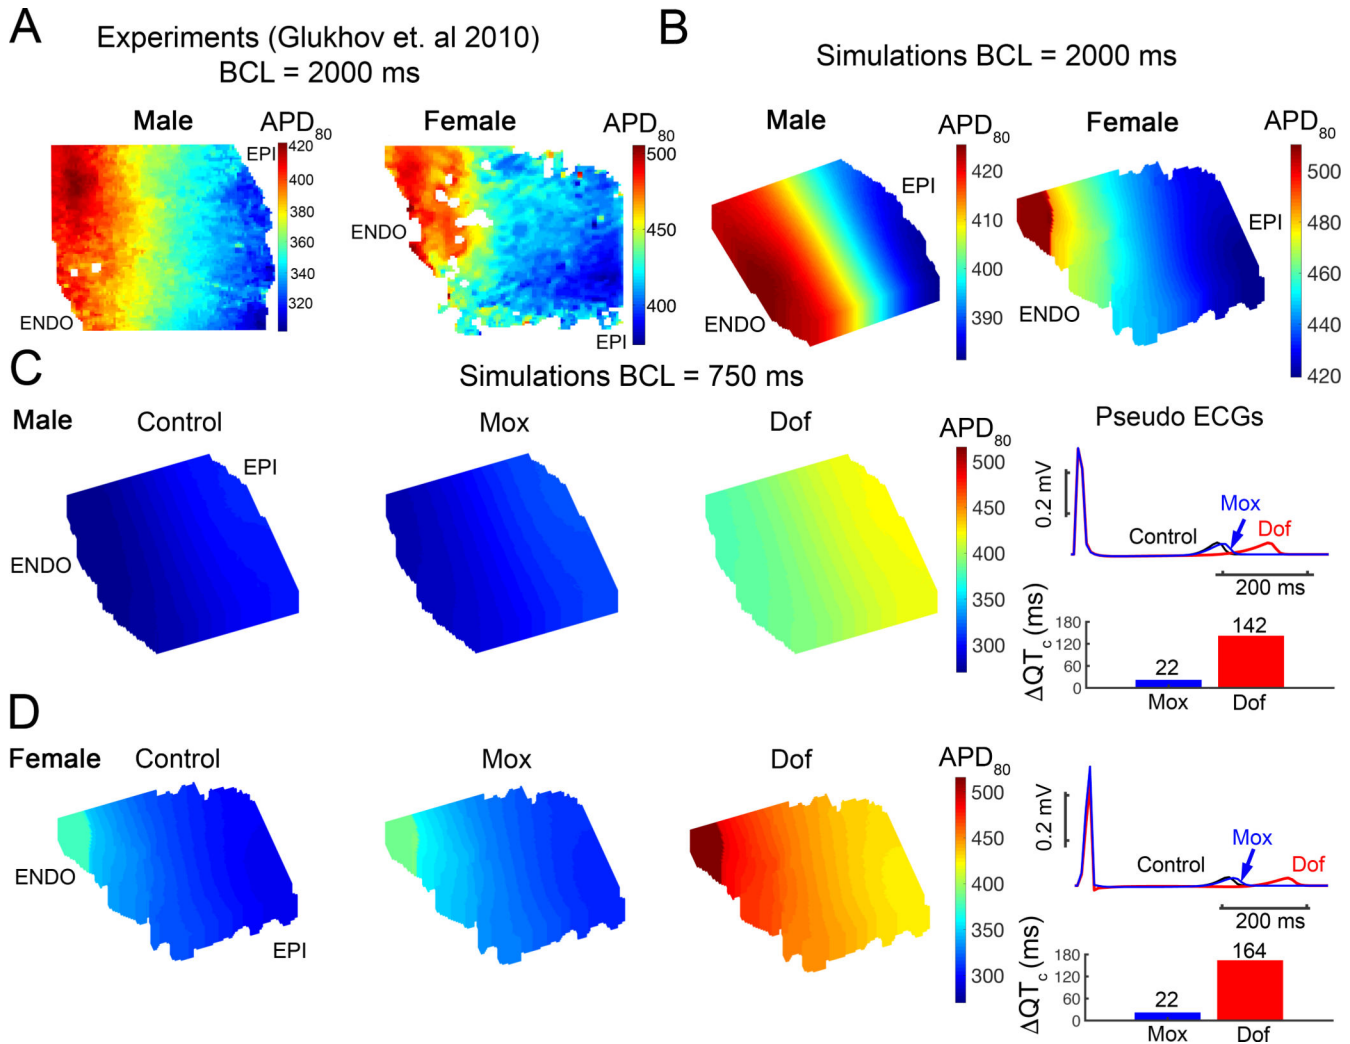 A
Experiments (Glukhov et. al 2010)
BCL = 2000 ms
Male
APD80
Female
APD80
EPI
420
400
380
360
340
320
ENDO
500
450
400
ENDO
EPI
B
Simulations BCL = 2000 ms
Male
APD80
Female
APD80
EPI
420
410
400
390
ENDO
500
480
460
440
420
EPI
ENDO
C
Simulations BCL = 750 ms
Male
Control
Mox
Dof
APD80
Pseudo ECGs
EPI
ENDO
500
450
400
350
300
0.2 mV
Control
Mox
Dof
200 ms
ΔQTc (ms)
180
120
60
0
22
142
Mox
Dof
D
Female
Control
Mox
Dof
APD80
ENDO
EPI
500
450
400
350
300
0.2 mV
Control
Mox
Dof
200 ms
ΔQTc (ms)
180
120
60
0
22
164
Mox
Dof